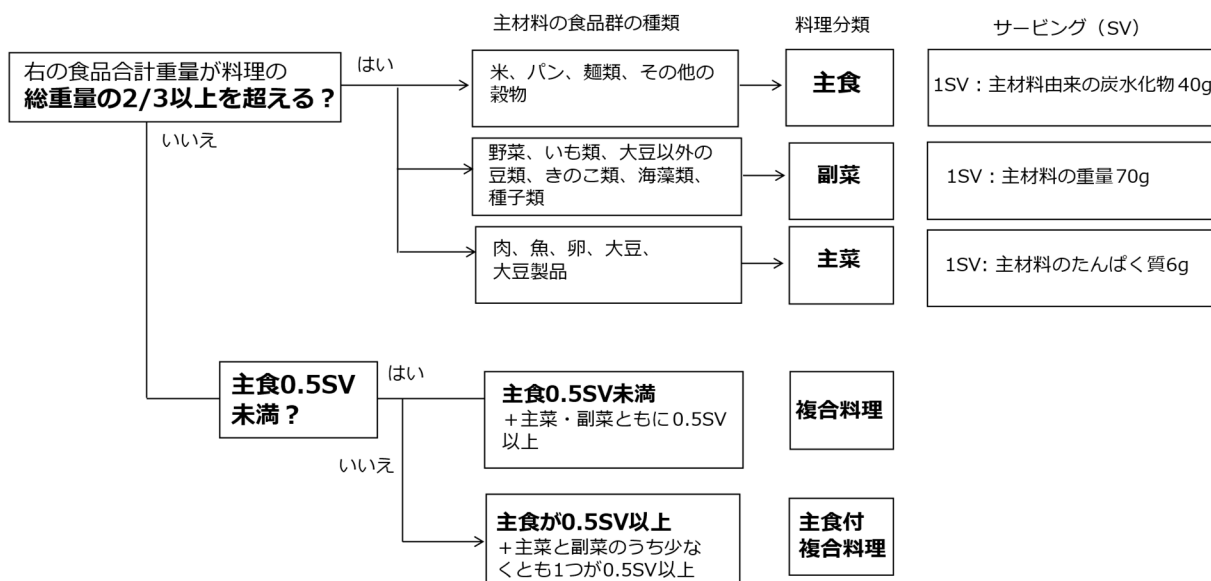 主材料の食品群の種類
料理分類
サービング（SV）
右の食品合計重量が料理の
総重量の2/3以上を超える？
はい
いいえ
米、パン、麺類、その他の
穀物
主食
1SV：主材料由来の炭水化物40g
野菜、いも類、大豆以外の
豆類、きのこ類、海藻類、
種子類
副菜
1SV：主材料の重量70g
肉、魚、卵、大豆、
大豆製品
主菜
1SV: 主材料のたんぱく質6g
主食0.5SV
未満？
はい
いいえ
主食0.5SV未満
＋主菜・副菜ともに0.5SV
以上
複合料理
主食が0.5SV以上
＋主菜と副菜のうち少な
くとも1つが0.5SV以上
主食付
複合料理